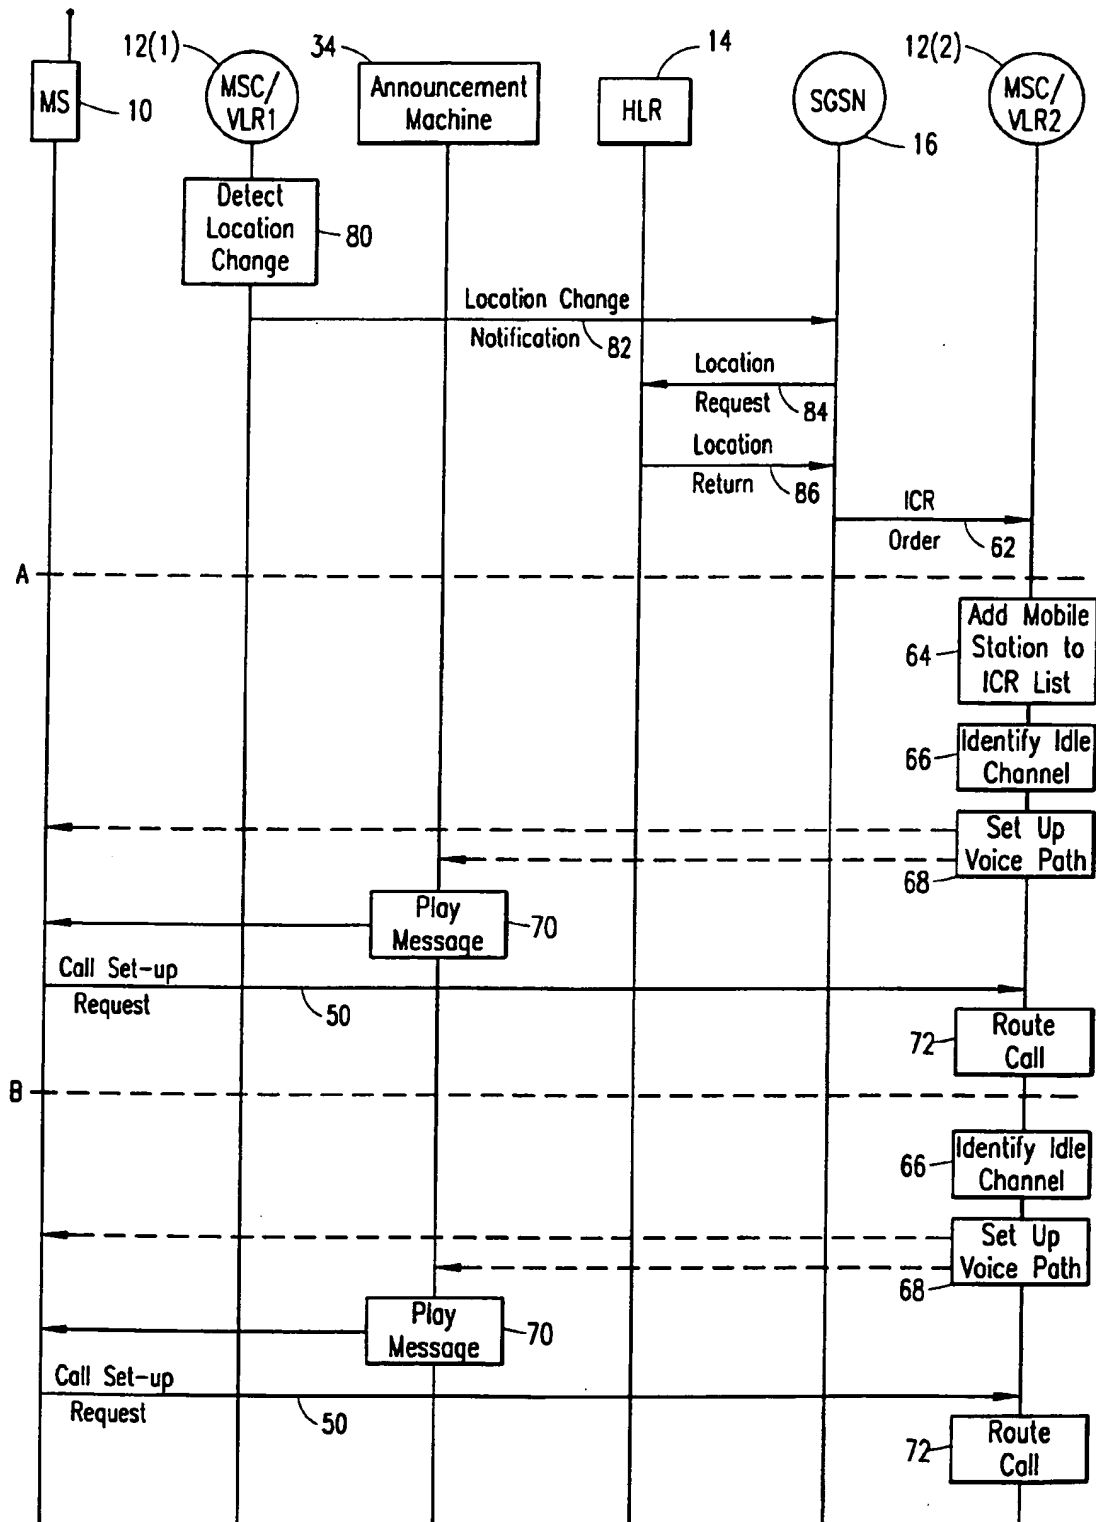 12(1)
34
14
12(2)
MS
10
MSC/
VLR1
Announcement
Machine
HLR
SGSN
16
MSC/
VLR2
Detect
Location
Change
80
Location Change
Notification
82
Location
Request
84
Location
Return
86
ICR
Order
62
A
Add Mobile
Station to
ICR List
64
Identify Idle
Channel
66
Set Up
Voice Path
68
Play
Message
70
Call Set-up
Request
50
Route
Call
72
B
Identify Idle
Channel
66
Set Up
Voice Path
68
Play
Message
70
Call Set-up
Request
50
Route
Call
72